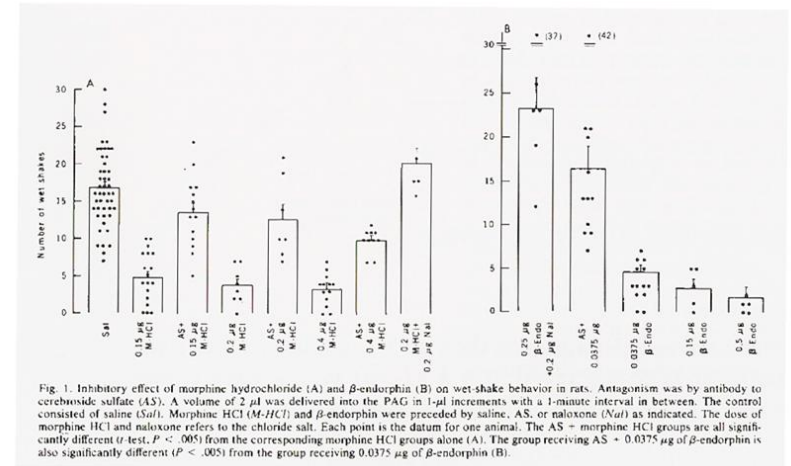 A
B
(37)
(42)
30
25
20
15
10
5
0
Number of wet shakes
30
25
20
15
10
5
0
Sal
0.15 µg M·HCl
AS+ 0.15 µg M·HCl
0.2 µg M·HCl
AS+ 0.2 µg M·HCl
0.4 µg M·HCl
AS+ 0.4 µg M·HCl
0.2 µg M·HCl+ 0.2 µg Nal
0.25 µg β·Endo +0.2 µg Nal
AS+ 0.0375 µg
0.0375 µg β·Endo
0.15 µg β·Endo
0.5 µg β·Endo
Fig. 1. Inhibitory effect of morphine hydrochloride (A) and β-endorphin (B) on wet-shake behavior in rats. Antagonism was by antibody to
cerebroside sulfate (AS). A volume of 2 µl was delivered into the PAG in 1-µl increments with a 1-minute interval in between. The control
consisted of saline (Sal). Morphine HCl (M-HCl) and β-endorphin were preceded by saline, AS, or naloxone (Nal) as indicated. The dose of
morphine HCl and naloxone refers to the chloride salt. Each point is the datum for one animal. The AS + morphine HCl groups are all signifi-
cantly different (t-test, P < .005) from the corresponding morphine HCl groups alone (A). The group receiving AS + 0.0375 µg of β-endorphin is
also significantly different (P < .005) from the group receiving 0.0375 µg of β-endorphin (B).